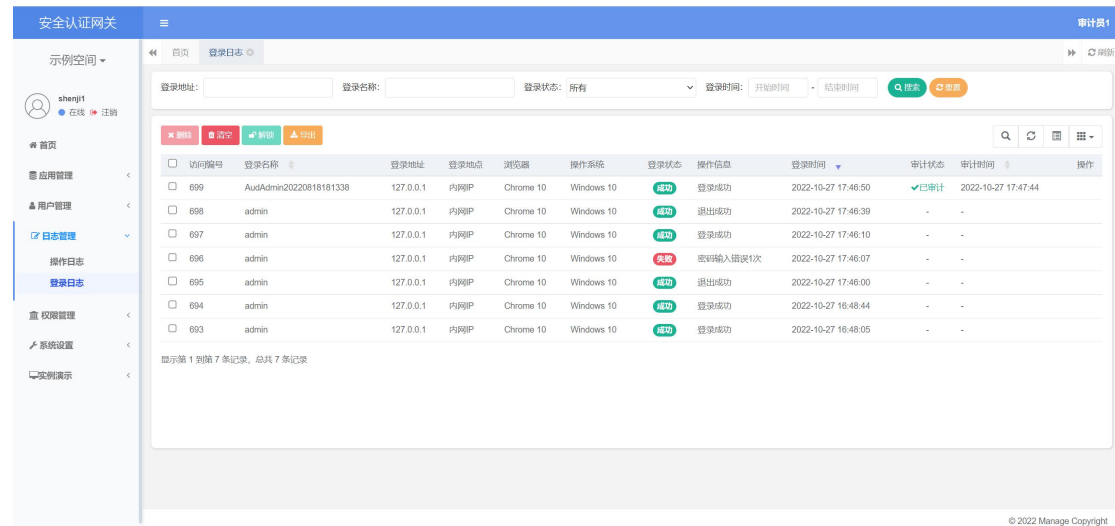 安全认证网关
审计员1
示例空间
首页 登录日志
刷新
shenji1
在线 注销
登录地址: 登录名称: 登录状态: 所有 登录时间: 开始时间 - 结束时间 搜索 重置
删除 清空 解锁 导出
首页
应用管理
用户管理
日志管理
操作日志
登录日志
权限管理
系统设置
实例演示
访问编号 登录名称 登录地址 登录地点 浏览器 操作系统 登录状态 操作信息 登录时间 审计状态 审计时间 操作
699 AudAdmin20220818181338 127.0.0.1 内网IP Chrome 10 Windows 10 成功 登录成功 2022-10-27 17:46:50 已审计 2022-10-27 17:47:44
698 admin 127.0.0.1 内网IP Chrome 10 Windows 10 成功 退出成功 2022-10-27 17:46:39 - -
697 admin 127.0.0.1 内网IP Chrome 10 Windows 10 成功 登录成功 2022-10-27 17:46:10 - -
696 admin 127.0.0.1 内网IP Chrome 10 Windows 10 失败 密码输入错误1次 2022-10-27 17:46:07 - -
695 admin 127.0.0.1 内网IP Chrome 10 Windows 10 成功 退出成功 2022-10-27 17:46:00 - -
694 admin 127.0.0.1 内网IP Chrome 10 Windows 10 成功 登录成功 2022-10-27 16:48:44 - -
693 admin 127.0.0.1 内网IP Chrome 10 Windows 10 成功 登录成功 2022-10-27 16:48:05 - -
显示第 1 到第 7 条记录，总共 7 条记录
© 2022 Manage Copyright